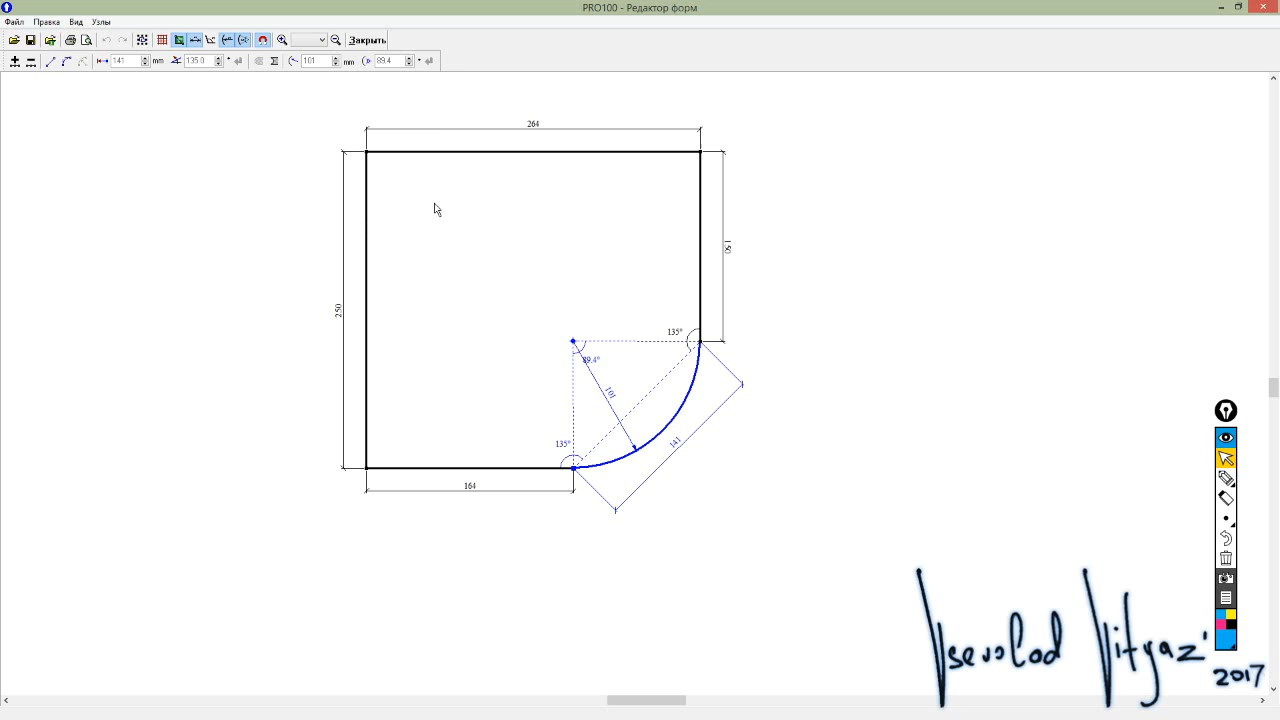 PRO100 - Редактор форм
Файл Правка Вид Узлы
Закрыть
141 mm 135.0 ° 101 mm 89.4 °
264
250
150
135°
89.4°
101
135°
141
164
Vsevolod Vityaz'
2017